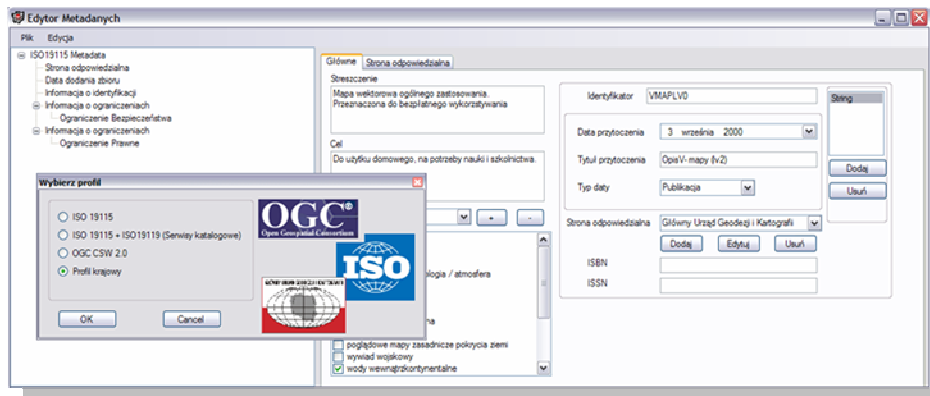 Edytor Metadanych
Plik Edycja
ISO19115 Metadata
Strona odpowiedzialna
Data dodania zbioru
Informacja o identyfikacji
Informacja o ograniczeniach
Ograniczenie Bezpieczeństwa
Informacja o ograniczeniach
Ograniczenie Prawne
Główne Strona odpowiedzialna
Streszczenie
Mapa wektorowa ogólnego zastosowania.
Przeznaczona do bezpłatnego wykorzystywania
Cel
Do użytku domowego, na potrzeby nauki i szkolnictwa.
+ -
ologia / atmosfera
na
poglądowe mapy zasadnicze pokrycia ziemi
wywiad wojskowy
wody wewnątrzkontynentalne
Identyfikator VMAPLV0
Data przytoczenia 3 września 2000
Tytuł przytoczenia OpisV- mapy (lv2)
Typ daty Publikacja
String
Dodaj
Usuń
Strona odpowiedzialna Główny Urząd Geodezji i Kartografii
Dodaj Edytuj Usuń
ISBN
ISSN
Wybierz profil
ISO 19115
ISO 19115 + ISO19119 (Serwisy katalogowe)
OGC CSW 2.0
Profil krajowy
OK Cancel
OGC®
Open Geospatial Consortium
ISO